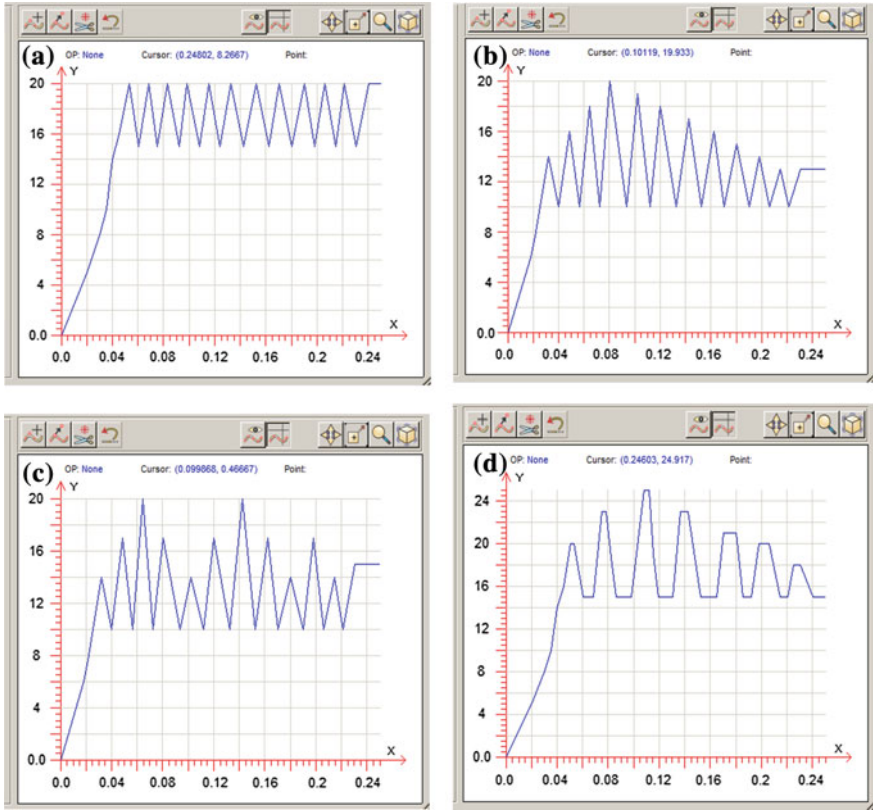 (a) OP: None Cursor: (0.24802, 8.2667) Point:
Y
20
16
12
8
4
0.0
X
0.0 0.04 0.08 0.12 0.16 0.2 0.24
(b) OP: None Cursor: (0.10119, 19.933) Point:
Y
20
16
12
8
4
0.0
X
0.0 0.04 0.08 0.12 0.16 0.2 0.24
(c) OP: None Cursor: (0.099868, 0.46667) Point:
Y
20
16
12
8
4
0.0
X
0.0 0.04 0.08 0.12 0.16 0.2 0.24
(d) OP: None Cursor: (0.24603, 24.917) Point:
Y
24
20
16
12
8
4
0.0
X
0.0 0.04 0.08 0.12 0.16 0.2 0.24